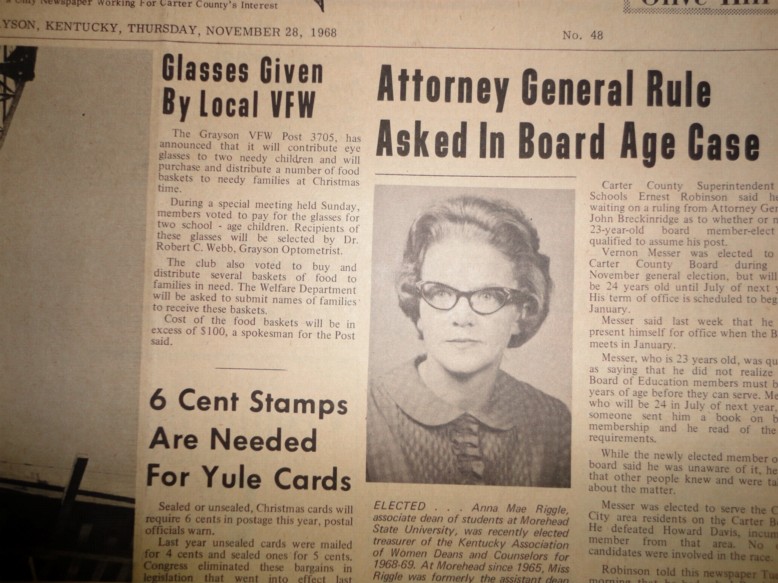 City Newspaper Working For Carter County's Interest
YSON, KENTUCKY, THURSDAY, NOVEMBER 28, 1968
No. 48
Glasses Given
By Local VFW
The Grayson VFW Post 3705, has
announced that it will contribute eye
glasses to two needy children and will
purchase and distribute a number of food
baskets to needy families at Christmas
time.
During a special meeting held Sunday,
members voted to pay for the glasses for
two school - age children. Recipients of
these glasses will be selected by Dr.
Robert C. Webb, Grayson Optometrist.
The club also voted to buy and
distribute several baskets of food to
families in need. The Welfare Department
will be asked to submit names of families
to receive these baskets.
Cost of the food baskets will be in
excess of $100, a spokesman for the Post
said.
6 Cent Stamps
Are Needed
For Yule Cards
Sealed or unsealed, Christmas cards will
require 6 cents in postage this year, postal
officials warn.
Last year unsealed cards were mailed
for 4 cents and sealed ones for 5 cents.
Congress eliminated these bargains in
legislation that went into effect last
Attorney General Rule
Asked In Board Age Case
ELECTED . . . Anna Mae Riggle,
associate dean of students at Morehead
State University, was recently elected
treasurer of the Kentucky Association
of Women Deans and Counselors for
1968-69. At Morehead since 1965, Miss
Riggle was formerly the assistant dean
Carter County Superintendent
Schools Ernest Robinson said h
waiting on a ruling from Attorney Ge
John Breckinridge as to whether or n
23-year-old board member-elect
qualified to assume his post.
Vernon Messer was elected to
Carter County Board during
November general election, but will
be 24 years old until July of next y
His term of office is scheduled to beg
January.
Messer said last week that he
present himself for office when the B
meets in January.
Messer, who is 23 years old, was qu
as saying that he did not realize
Board of Education members must b
years of age before they can serve. Me
who will be 24 in July of next year,
someone sent him a book on b
membership and he read of the
requirements.
While the newly elected member o
board said he was unaware of it, he
that other people knew and were ta
about the matter.
Messer was elected to serve the C
City area residents on the Carter B
He defeated Howard Davis, incum
member from that area. No
candidates were involved in the race.
Robinson told this newspaper T